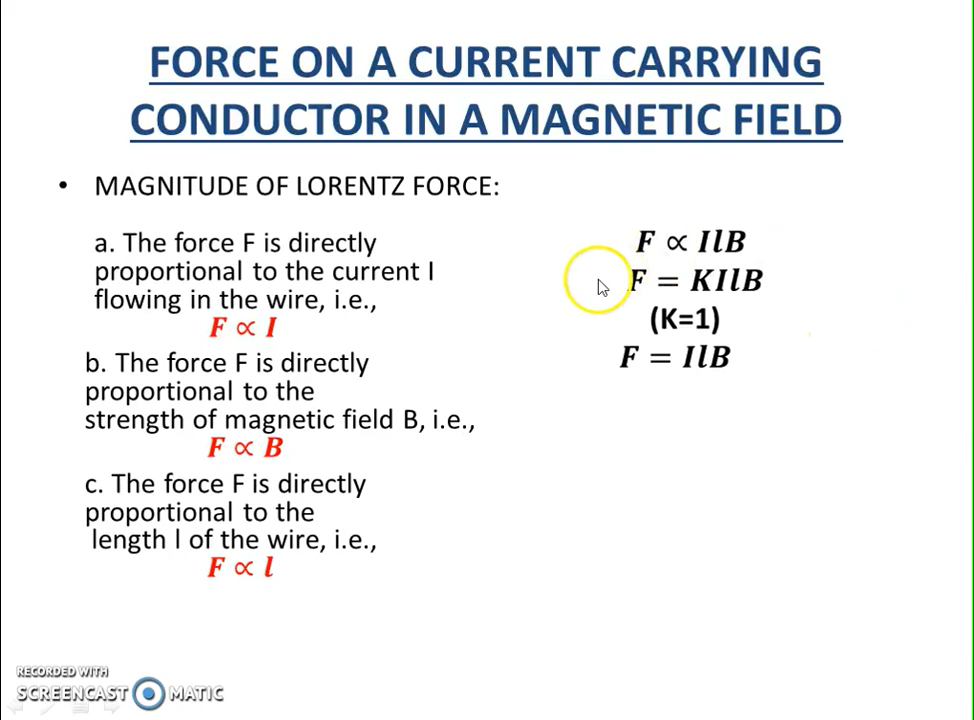 FORCE ON A CURRENT CARRYING
CONDUCTOR IN A MAGNETIC FIELD
• MAGNITUDE OF LORENTZ FORCE:
a. The force F is directly
proportional to the current I
flowing in the wire, i.e.,
F ∝ I
b. The force F is directly
proportional to the
strength of magnetic field B, i.e.,
F ∝ B
c. The force F is directly
proportional to the
length l of the wire, i.e.,
F ∝ l
F ∝ IlB
F = KIlB
(K=1)
F = IlB
RECORDED WITH
SCREENCAST MATIC